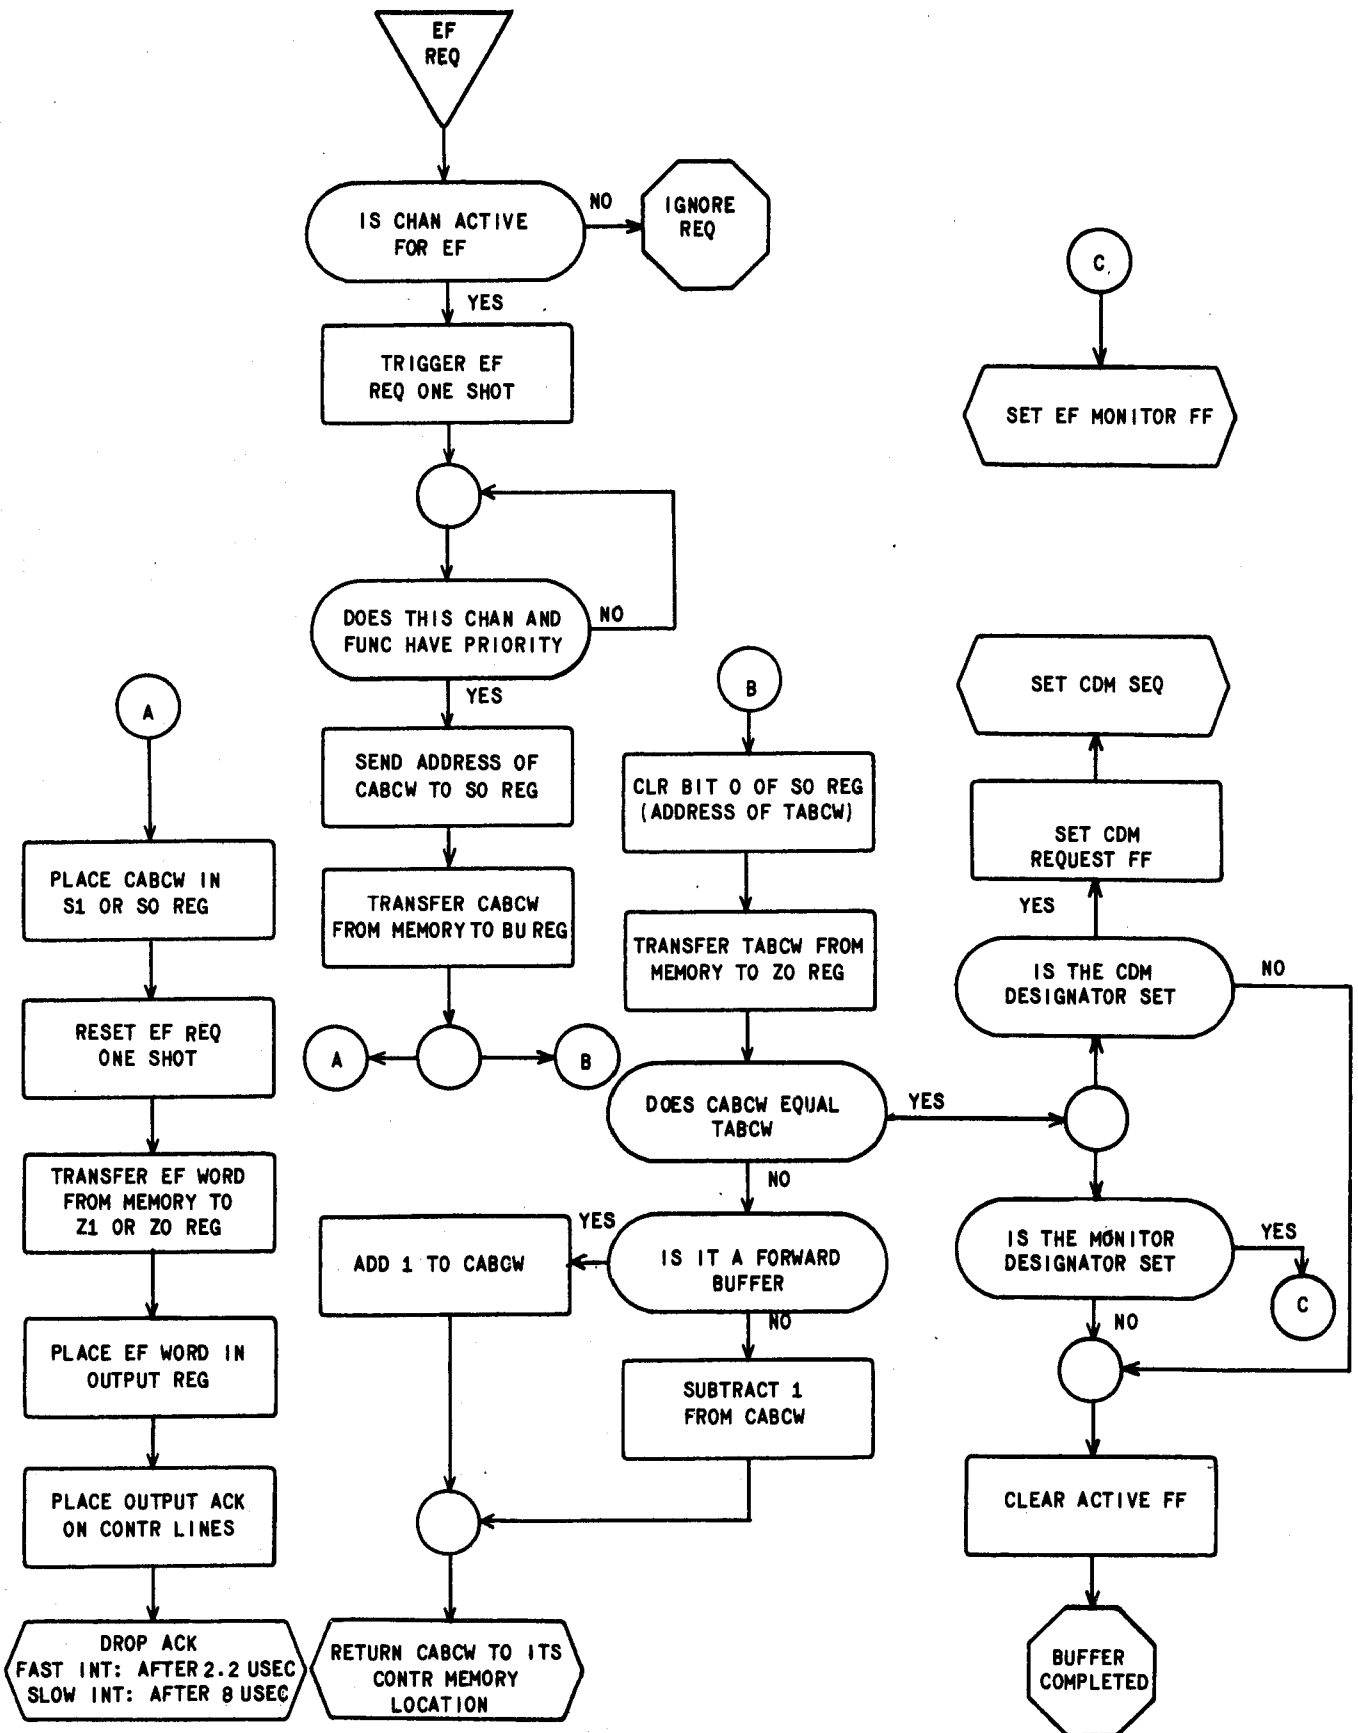 EF
REQ
IS CHAN ACTIVE
FOR EF
NO
IGNORE
REQ
YES
TRIGGER EF
REQ ONE SHOT
DOES THIS CHAN AND
FUNC HAVE PRIORITY
NO
YES
SEND ADDRESS OF
CABCW TO SO REG
TRANSFER CABCW
FROM MEMORY TO BU REG
A
B
A
PLACE CABCW IN
S1 OR SO REG
RESET EF REQ
ONE SHOT
TRANSFER EF WORD
FROM MEMORY TO
Z1 OR ZO REG
PLACE EF WORD IN
OUTPUT REG
PLACE OUTPUT ACK
ON CONTR LINES
DROP ACK
FAST INT: AFTER 2.2 USEC
SLOW INT: AFTER 8 USEC
B
CLR BIT O OF SO REG
(ADDRESS OF TABCW)
TRANSFER TABCW FROM
MEMORY TO ZO REG
DOES CABCW EQUAL
TABCW
YES
NO
IS IT A FORWARD
BUFFER
YES
ADD 1 TO CABCW
NO
SUBTRACT 1
FROM CABCW
RETURN CABCW TO ITS
CONTR MEMORY
LOCATION
C
SET EF MONITOR FF
SET CDM SEQ
SET CDM
REQUEST FF
YES
IS THE CDM
DESIGNATOR SET
NO
IS THE MONITOR
DESIGNATOR SET
YES
C
NO
CLEAR ACTIVE FF
BUFFER
COMPLETED